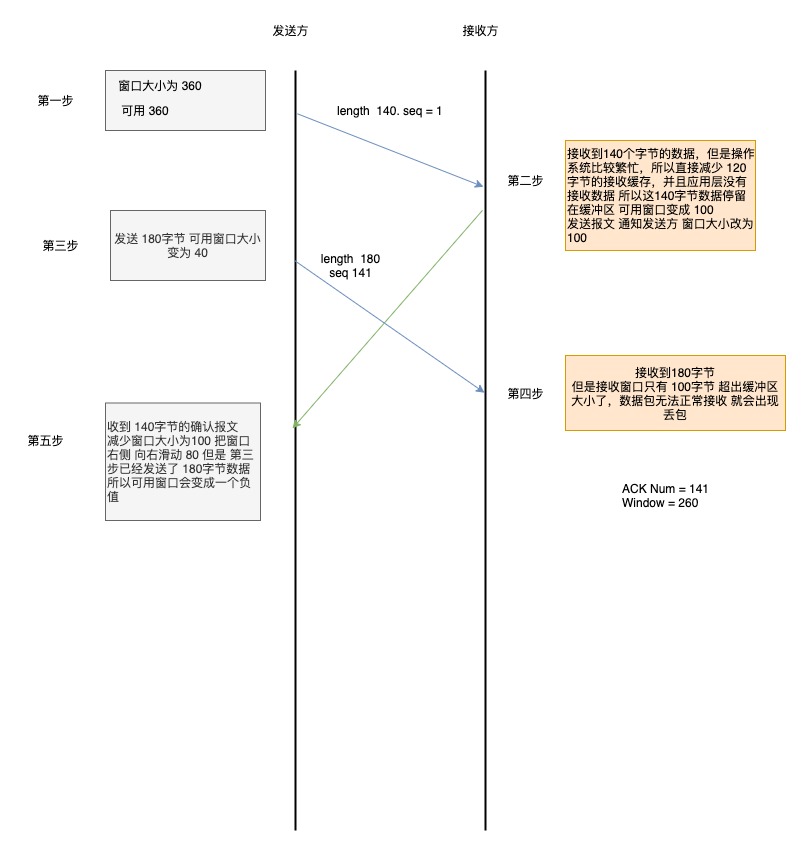 发送方
接收方
第一步
窗口大小为 360
可用 360
length 140. seq = 1
第二步
接收到140个字节的数据，但是操作
系统比较繁忙，所以直接减少 120
字节的接收缓存，并且应用层没有
接收数据 所以这140字节数据停留
在缓冲区 可用窗口变成 100
发送报文 通知发送方 窗口大小改为
100
第三步
发送 180字节 可用窗口大小
变为 40
length 180
seq 141
第四步
接收到180字节
但是接收窗口只有 100字节 超出缓冲区
大小了，数据包无法正常接收 就会出现
丢包
第五步
收到 140字节的确认报文
减少窗口大小为100 把窗口
右侧 向右滑动 80 但是 第三
步已经发送了 180字节数据
所以可用窗口会变成一个负
值
ACK Num = 141
Window = 260